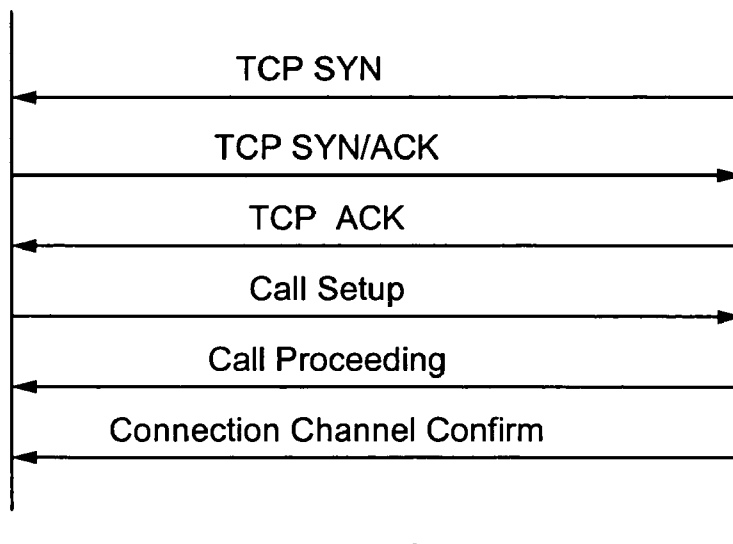 TCP SYN
TCP SYN/ACK
TCP ACK
Call Setup
Call Proceeding
Connection Channel Confirm